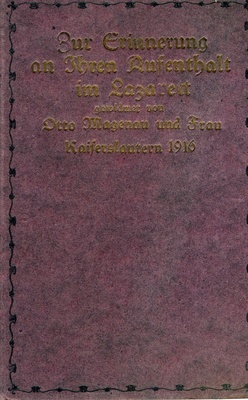 Zur Erinnerung
an Ihren Aufenthalt
im Lazarett
gewidmet von
Otto Magenau und Frau
Kaiserslautern 1916